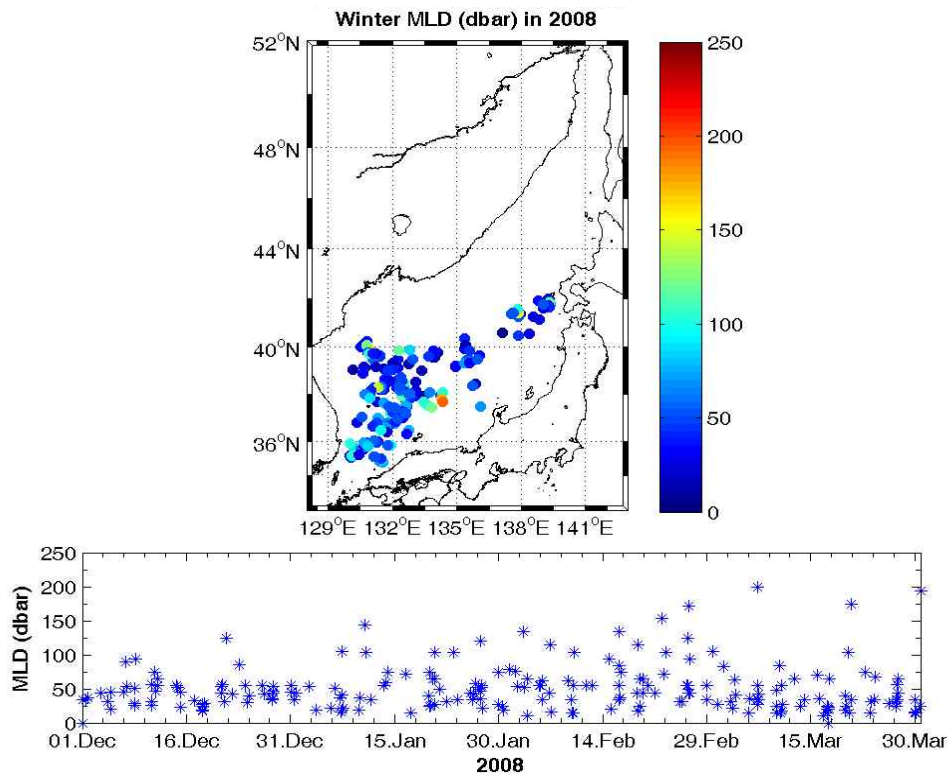 Winter MLD (dbar) in 2008
52°N
48°N
44°N
40°N
36°N
129°E 132°E 135°E 138°E 141°E
250
200
150
100
50
0
MLD (dbar)
250
200
150
100
50
0
01.Dec 16.Dec 31.Dec 15.Jan 30.Jan 14.Feb 29.Feb 15.Mar 30.Mar
2008